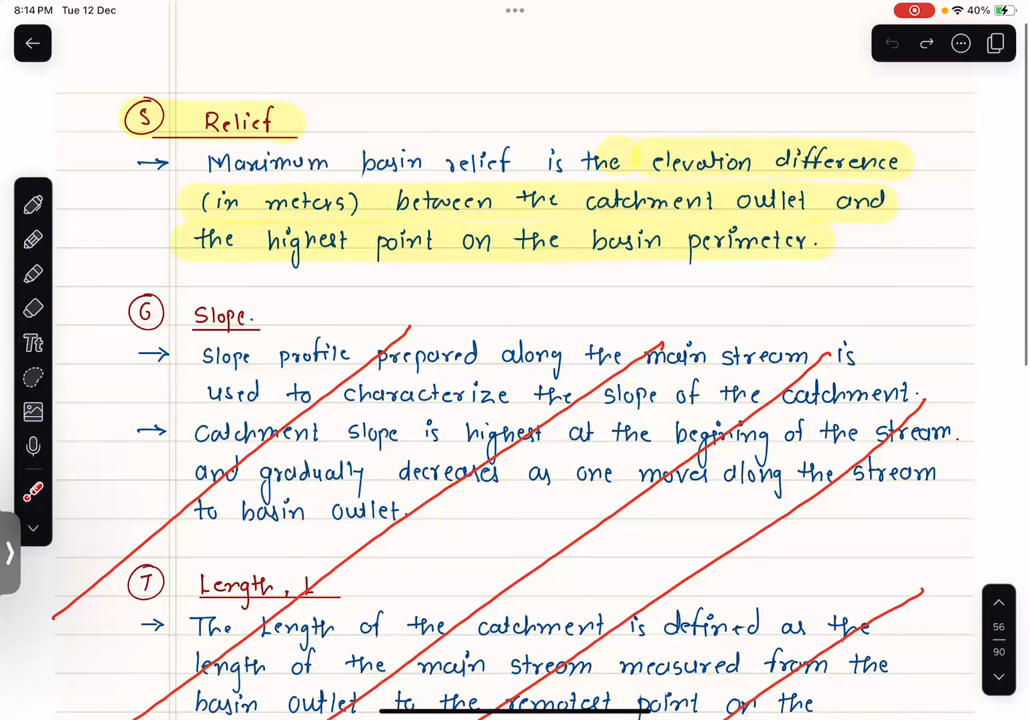 8:14 PM Tue 12 Dec
40%
5 Relief
→ Maximum basin relief is the elevation difference
(in meters) between the catchment outlet and
the highest point on the basin perimeter.
6 Slope.
→ Slope profile prepared along the main stream is
used to characterize the slope of the catchment.
→ Catchment slope is highest at the begining of the stream.
and gradually decreases as one moves along the stream
to basin outlet.
Tt
7 Length, L
→ The Length of the catchment is defined as the
length of the main stream measured from the
basin outlet to the remotest point on the
56
90